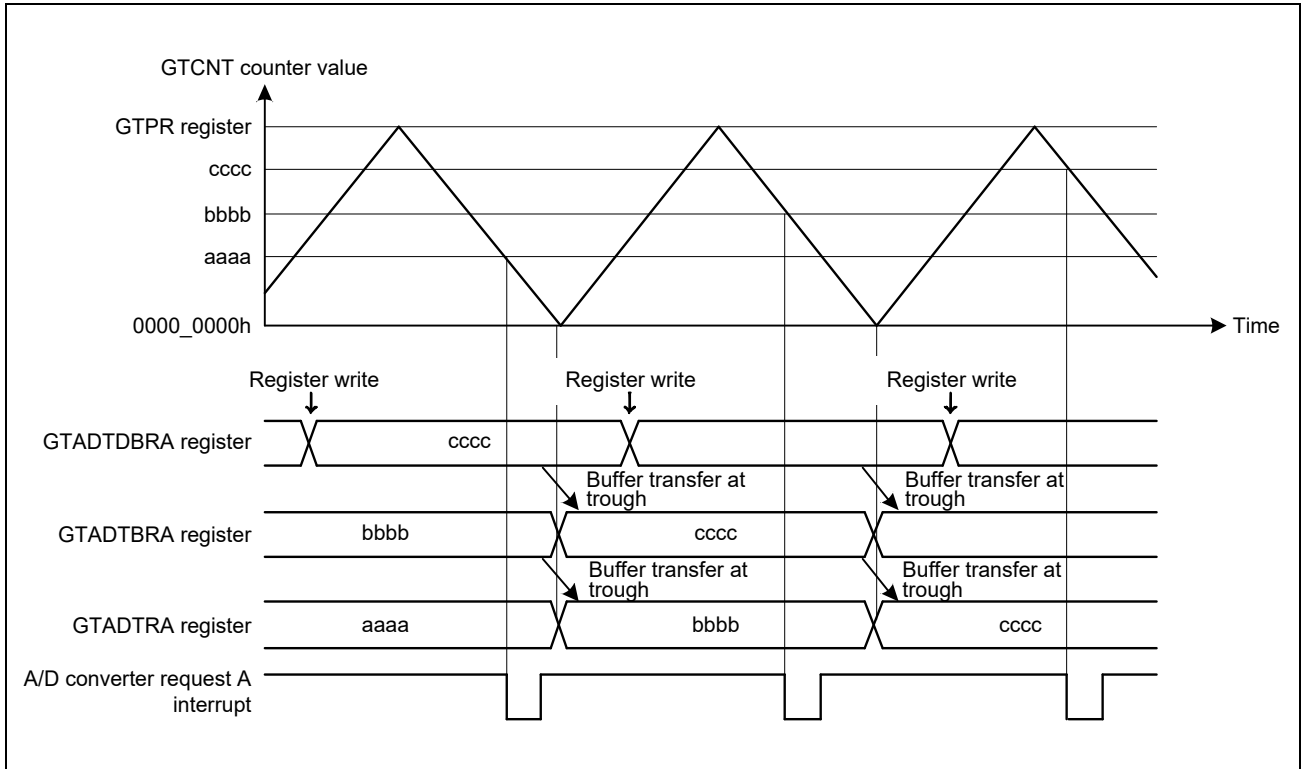 GTCNT counter value
GTPR register
cccc
bbbb
aaaa
0000_0000h
Time
Register write
Register write
Register write
GTADTDBRA register
cccc
Buffer transfer at
trough
Buffer transfer at
trough
GTADTBRA register
bbbb
cccc
Buffer transfer at
trough
Buffer transfer at
trough
GTADTRA register
aaaa
bbbb
cccc
A/D converter request A
interrupt